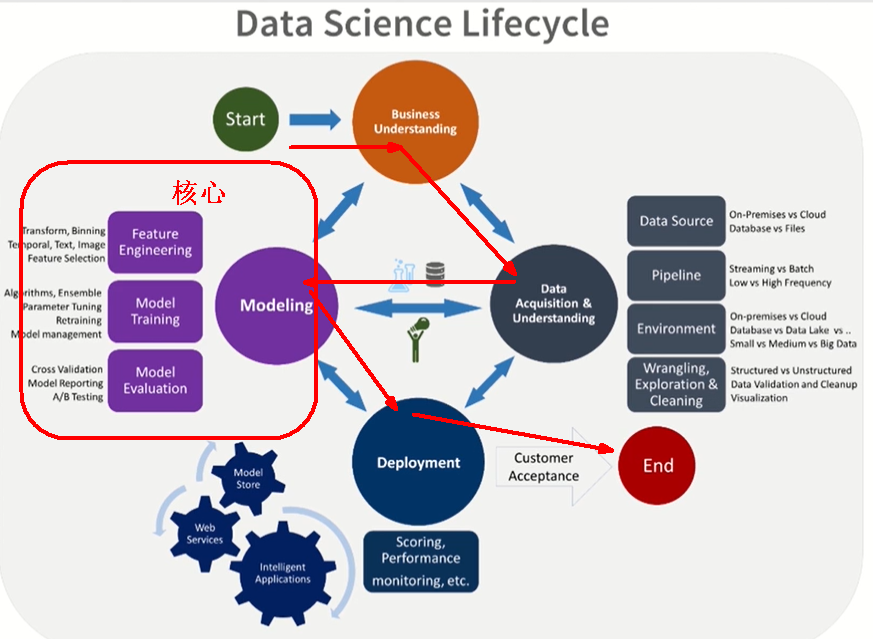 Data Science Lifecycle
Start
Business
Understanding
核心
Transform, Binning
Temporal, Text, Image
Feature Selection
Feature
Engineering
Algorithms, Ensemble
Parameter Tuning
Retraining
Model management
Model
Training
Cross Validation
Model Reporting
A/B Testing
Model
Evaluation
Modeling
Data
Acquisition &
Understanding
Data Source
On-Premises vs Cloud
Database vs Files
Pipeline
Streaming vs Batch
Low vs High Frequency
Environment
On-premises vs Cloud
Database vs Data Lake vs ..
Small vs Medium vs Big Data
Wrangling,
Exploration &
Cleaning
Structured vs Unstructured
Data Validation and Cleanup
Visualization
Deployment
Customer
Acceptance
End
Scoring,
Performance
monitoring, etc.
Model
Store
Web
Services
Intelligent
Applications